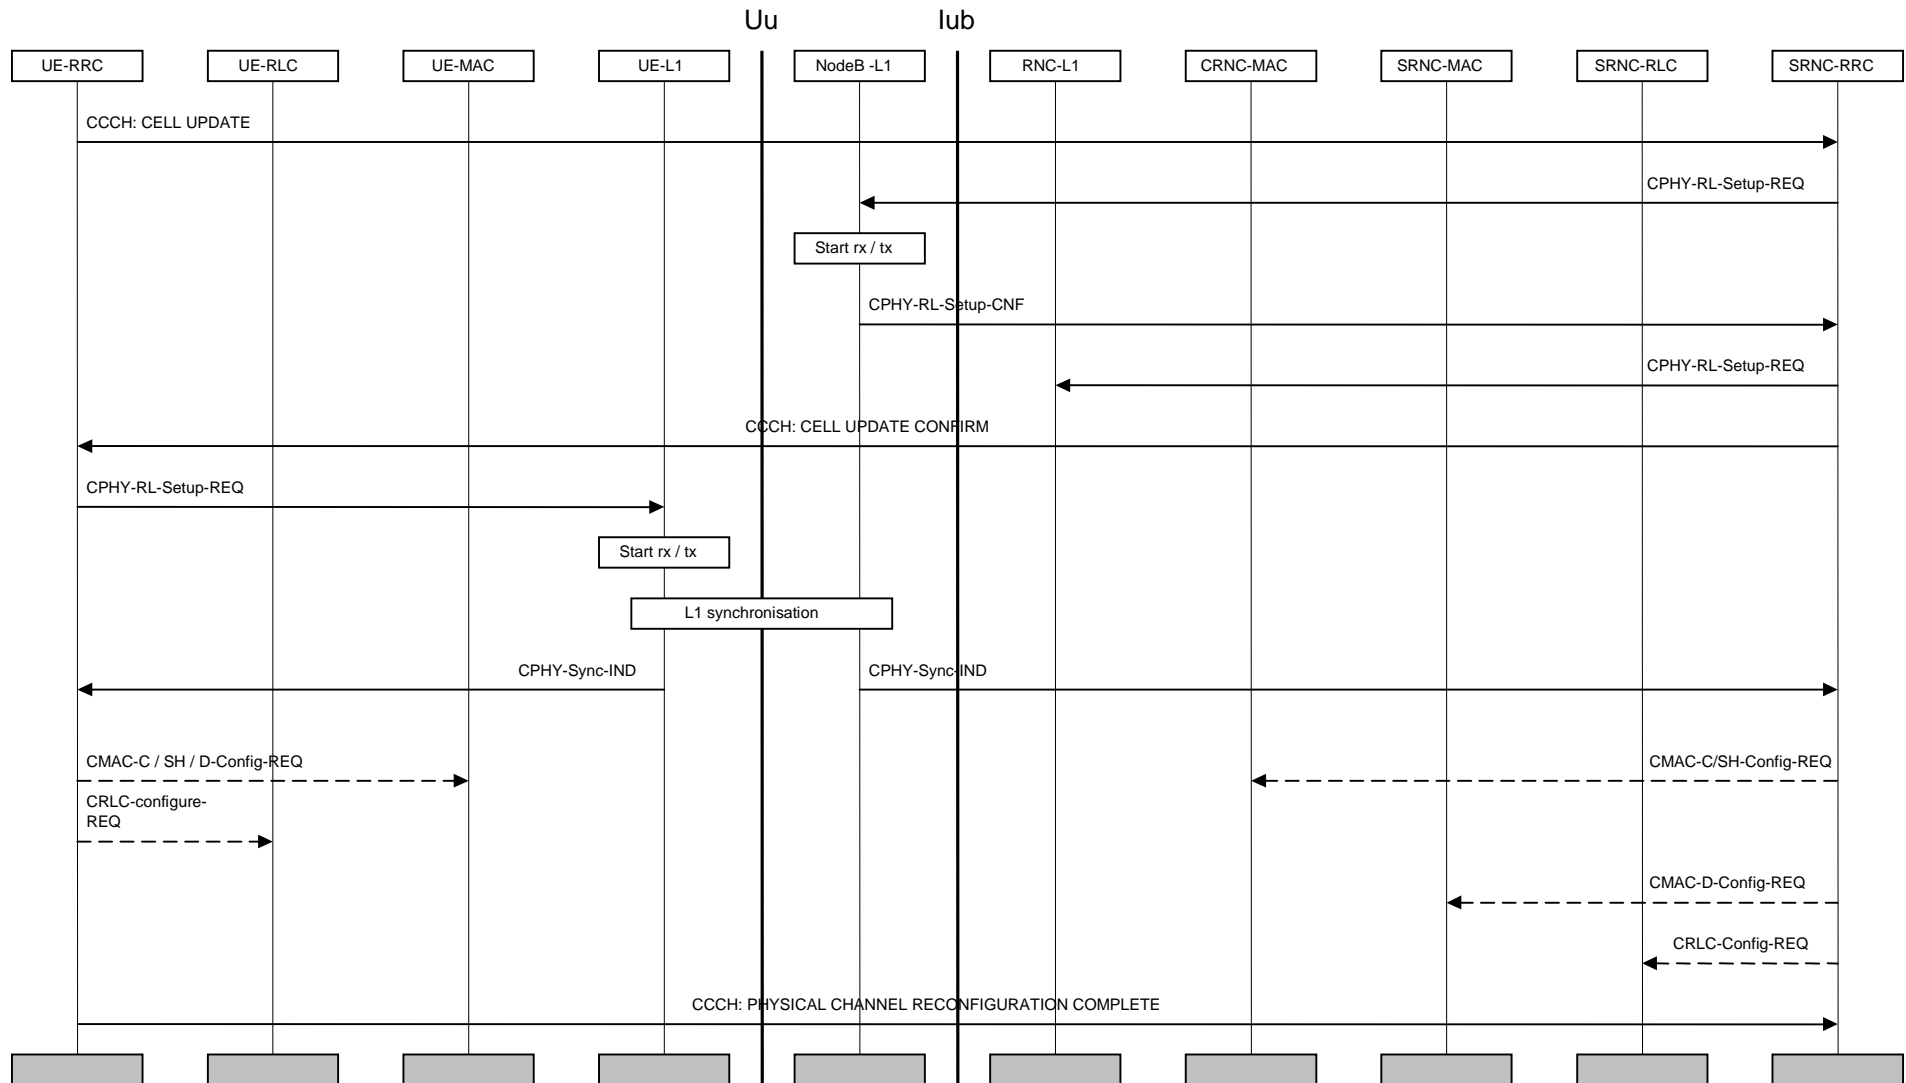 Uu
Iub
UE-RRC
UE-RLC
UE-MAC
UE-L1
NodeB -L1
RNC-L1
CRNC-MAC
SRNC-MAC
SRNC-RLC
SRNC-RRC
CCCH: CELL UPDATE
CPHY-RL-Setup-REQ
Start rx / tx
CPHY-RL-Setup-CNF
CPHY-RL-Setup-REQ
CCCH: CELL UPDATE CONFIRM
CPHY-RL-Setup-REQ
Start rx / tx
L1 synchronisation
CPHY-Sync-IND
CPHY-Sync-IND
CMAC-C / SH / D-Config-REQ
CMAC-C/SH-Config-REQ
CRLC-configure-
REQ
CMAC-D-Config-REQ
CRLC-Config-REQ
CCCH: PHYSICAL CHANNEL RECONFIGURATION COMPLETE